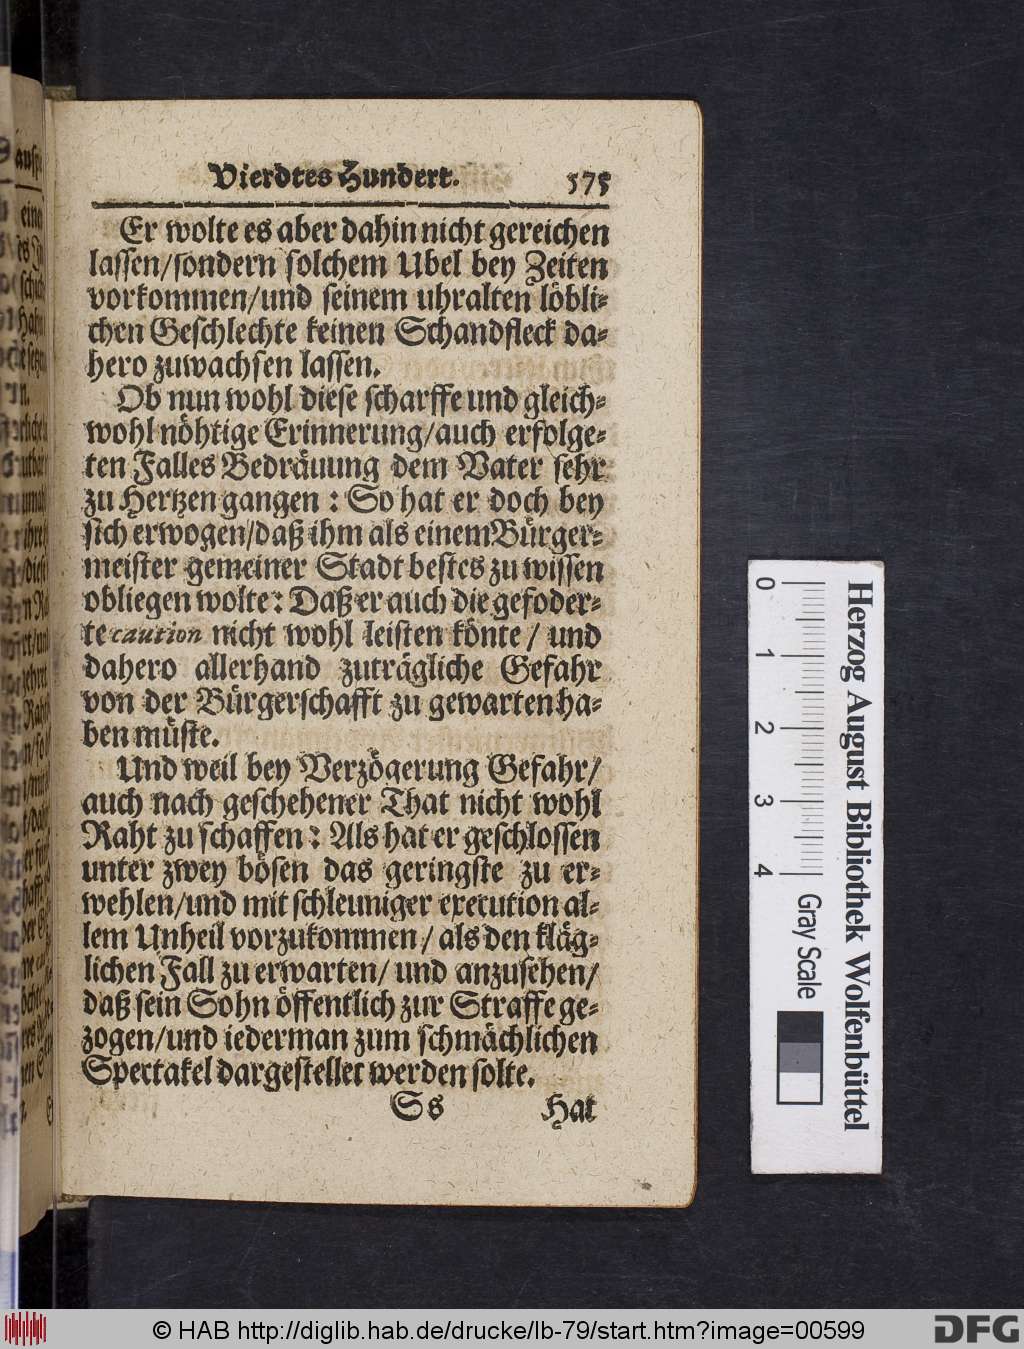 Vierdtes Hundert. 575
Er wolte es aber dahin nicht gereichen
lassen/sondern solchem Ubel bey Zeiten
vorkommen/und seinem uhralten löbli-
chen Geschlechte keinen Schandfleck da-
hero zuwachsen lassen.
Ob nun wohl diese scharffe und gleich-
wohl nöhtige Erinnerung/auch erfolge-
ten Falles Bedräuung dem Vater sehr
zu Hertzen gangen : So hat er doch bey
sich erwogen/daß ihm als einem Bürger-
meister gemeiner Stadt bestes zu wissen
obliegen wolte : Daß er auch die gefoder-
te caution nicht wohl leisten könte / und
dahero allerhand zuträgliche Gefahr
von der Bürgerschafft zu gewarten ha-
ben müste.
Und weil bey Verzögerung Gefahr/
auch nach geschehener That nicht wohl
Raht zu schaffen : Als hat er geschlossen
unter zwey bösen das geringste zu er-
wehlen/und mit schleuniger execution al-
lem Unheil vorzukommen / als den kläg-
lichen Fall zu erwarten/ und anzusehen/
daß sein Sohn öffentlich zur Straffe ge-
zogen/und iederman zum schmächlichen
Spectakel dargestellet werden solte.
Ss Hat
Herzog August Bibliothek Wolfenbüttel
0 1 2 3 4 Gray Scale
© HAB http://diglib.hab.de/drucke/lb-79/start.htm?image=00599
DFG